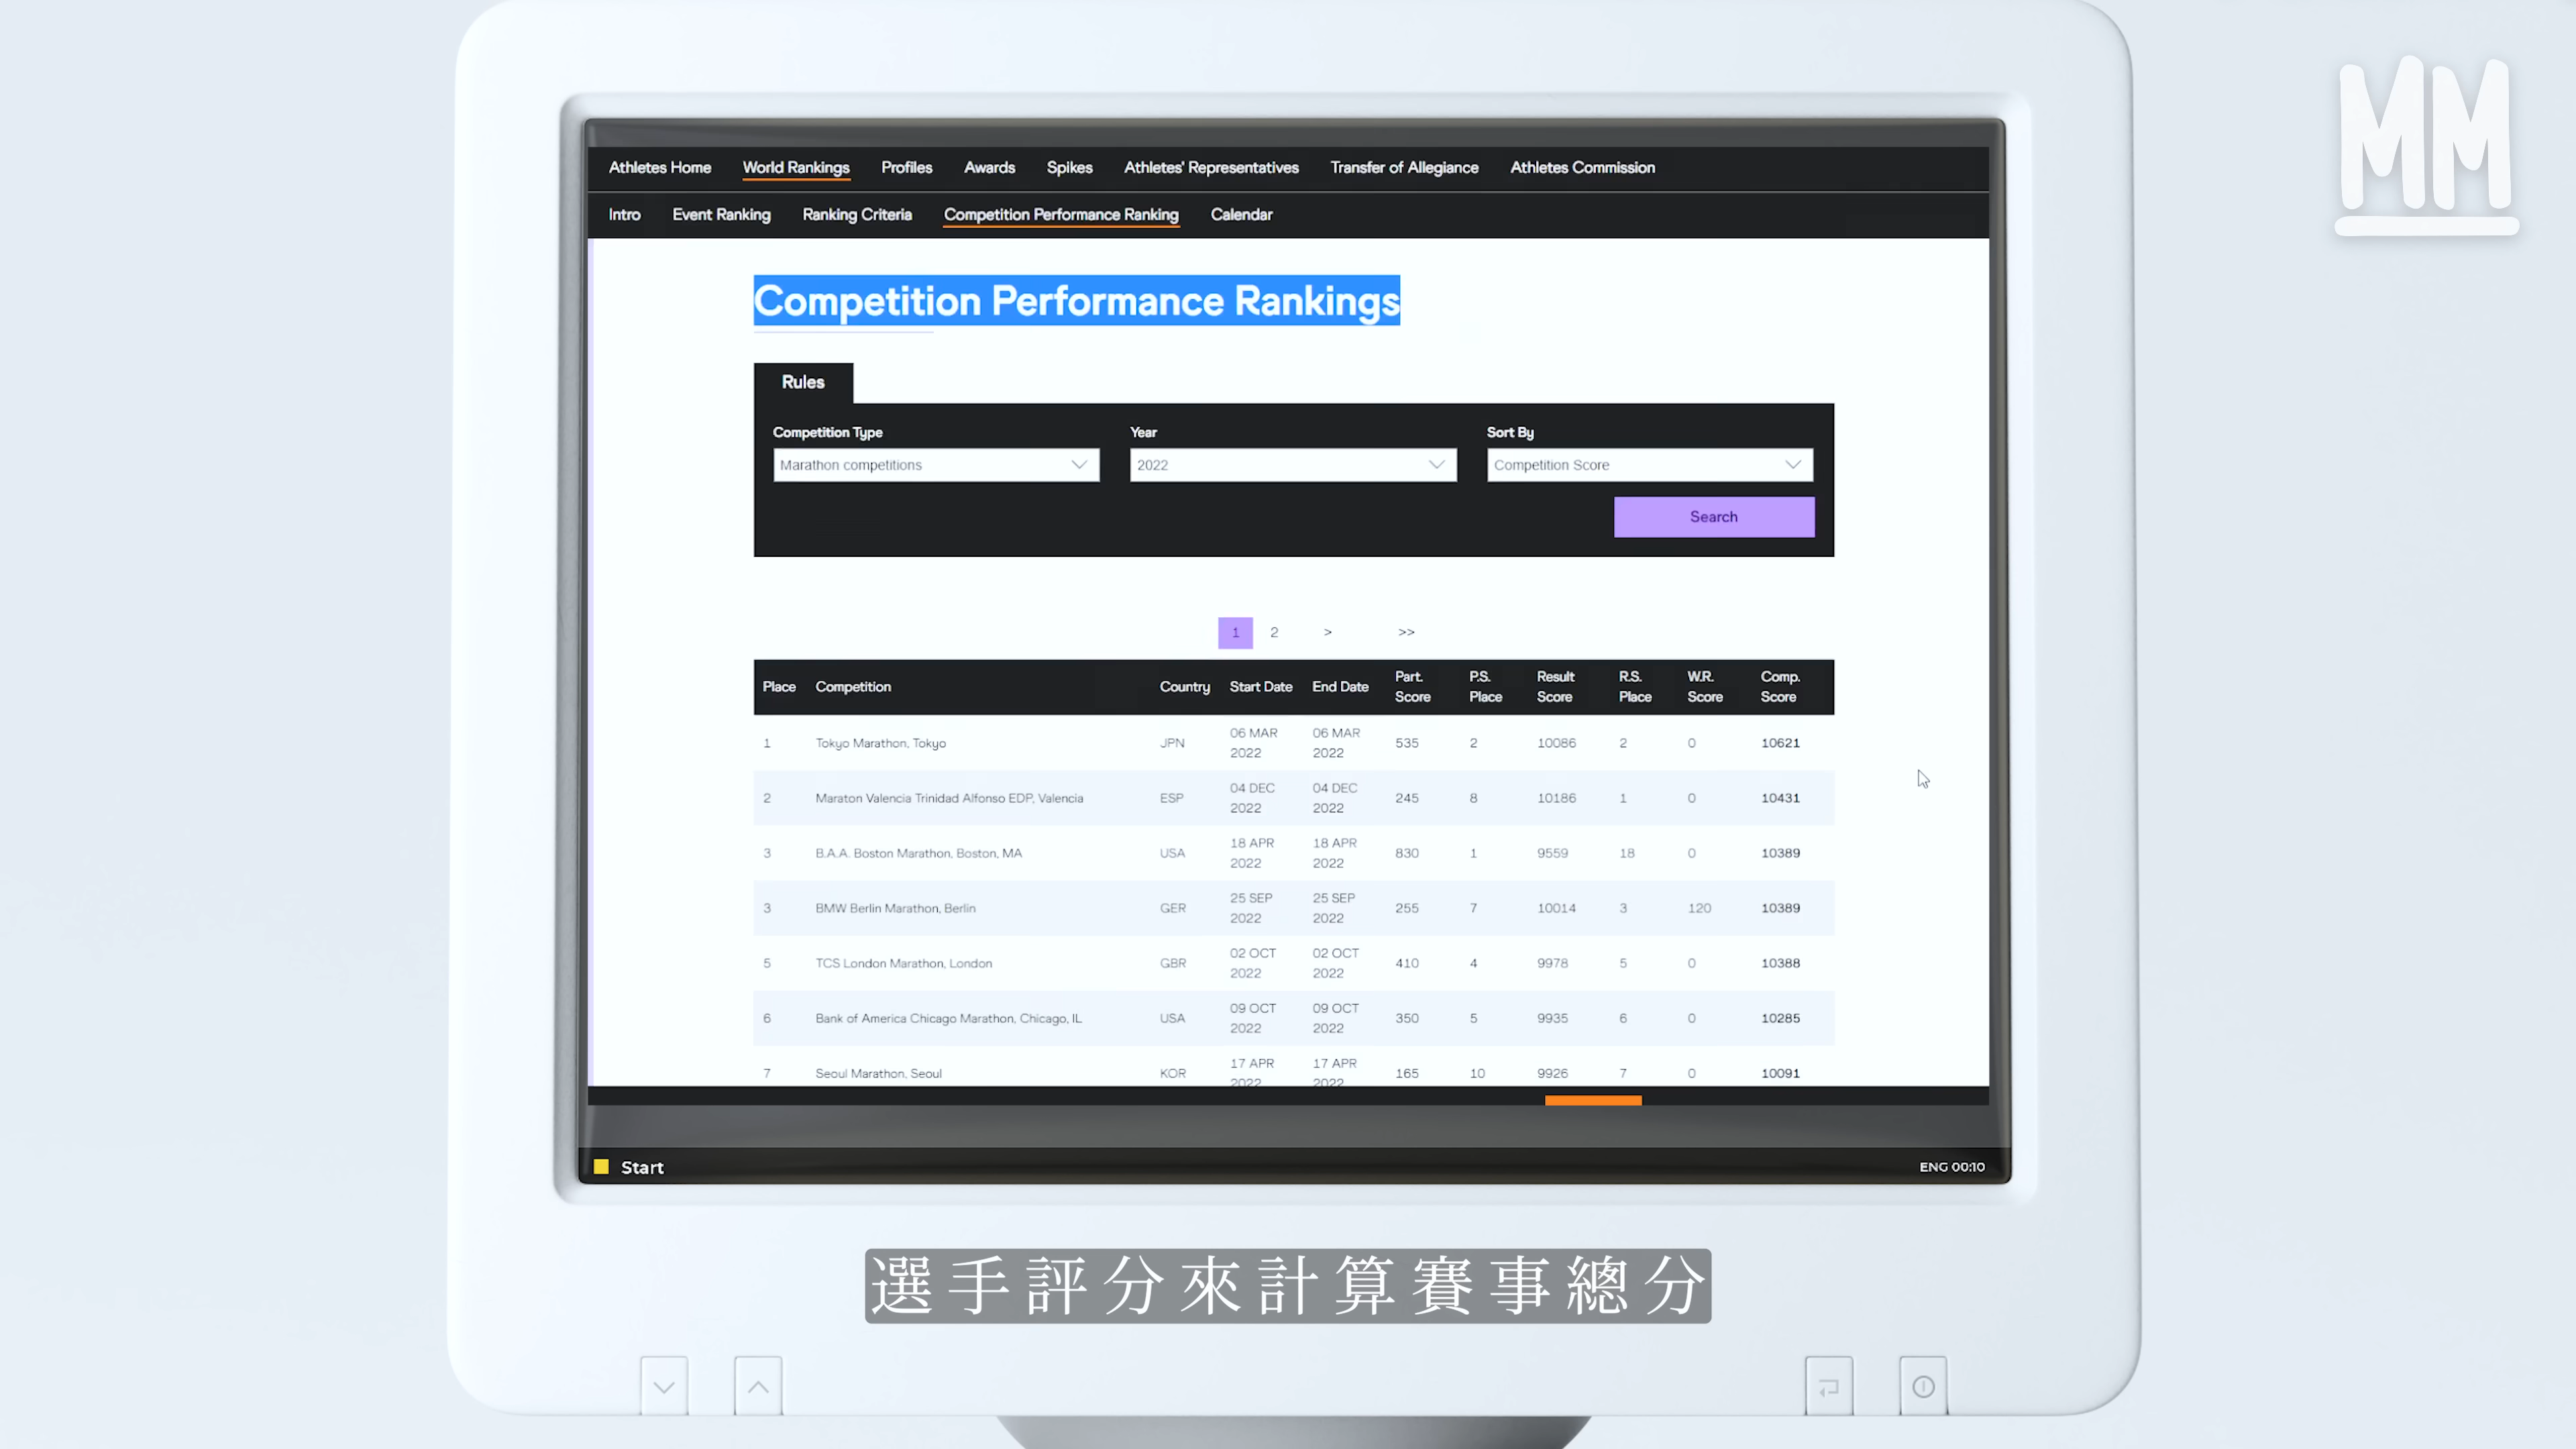 MM
Athletes Home World Rankings Profiles Awards Spikes Athletes' Representatives Transfer of Allegiance Athletes Commission
Intro Event Ranking Ranking Criteria Competition Performance Ranking Calendar
Competition Performance Rankings
Rules
Competition Type Year Sort By
Marathon competitions 2022 Competition Score
Search
1 2 > >>
Place Competition Country Start Date End Date Part. Score P.S. Place Result Score R.S. Place W.R. Score Comp. Score
1 Tokyo Marathon, Tokyo JPN 06 MAR 2022 06 MAR 2022 535 2 10086 2 0 10621
2 Maraton Valencia Trinidad Alfonso EDP, Valencia ESP 04 DEC 2022 04 DEC 2022 245 8 10186 1 0 10431
3 B.A.A. Boston Marathon, Boston, MA USA 18 APR 2022 18 APR 2022 830 1 9559 18 0 10389
3 BMW Berlin Marathon, Berlin GER 25 SEP 2022 25 SEP 2022 255 7 10014 3 120 10389
5 TCS London Marathon, London GBR 02 OCT 2022 02 OCT 2022 410 4 9978 5 0 10388
6 Bank of America Chicago Marathon, Chicago, IL USA 09 OCT 2022 09 OCT 2022 350 5 9935 6 0 10285
7 Seoul Marathon, Seoul KOR 17 APR 2022 17 APR 2022 165 10 9926 7 0 10091
Start ENG 00:10
選手評分來計算賽事總分